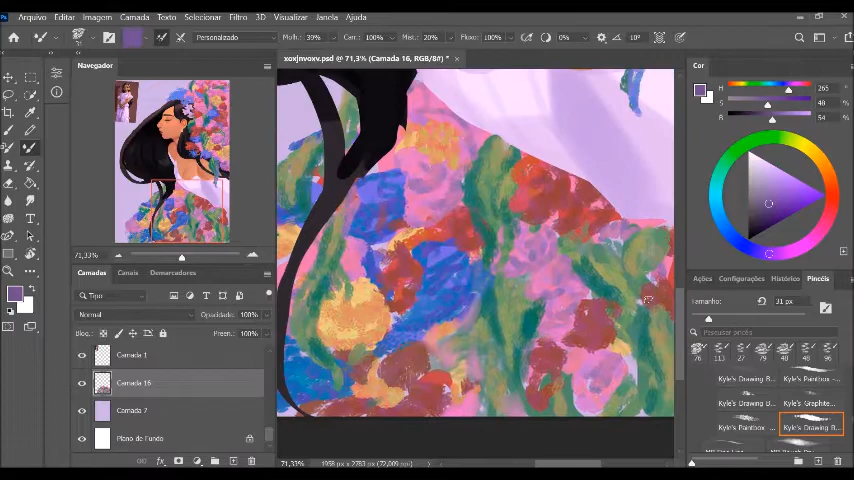 Ps Arquivo Editar Imagem Camada Texto Selecionar Filtro 3D Visualizar Janela Ajuda
31 Personalizado Molh.: 39% Carr.: 100% Mist.: 20% Fluxo: 100% 0% -10°
xoxjnvoxv.psd @ 71,3% (Camada 16, RGB/8#) *
Navegador
71,33%
Camadas Canais Demarcadores
Tipo
Normal Opacidade: 100%
Bloq.: Preen.: 100%
Camada 1
Camada 16
Camada 7
Plano de Fundo
fx
71,33% 1958 px x 2783 px (72,009 ppi)
Cor
H 265 °
S 48 %
B 54 %
Ações Configurações Histórico Pincéis
Tamanho: 31 px
Pesquisar pincéis
76 113 27 79 48 48 96
Kyle's Drawing B... Kyle's Paintbox -...
Kyle's Drawing B... Kyle's Graphite...
Kyle's Paintbox ... Kyle's Drawing B...